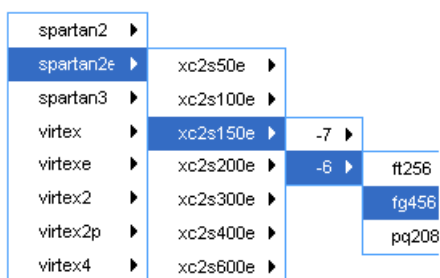 spartan2
spartan2e
spartan3
virtex
virtexe
virtex2
virtex2p
virtex4
xc2s50e
xc2s100e
xc2s150e
xc2s200e
xc2s300e
xc2s400e
xc2s600e
-7
-6
ft256
fg456
pq208